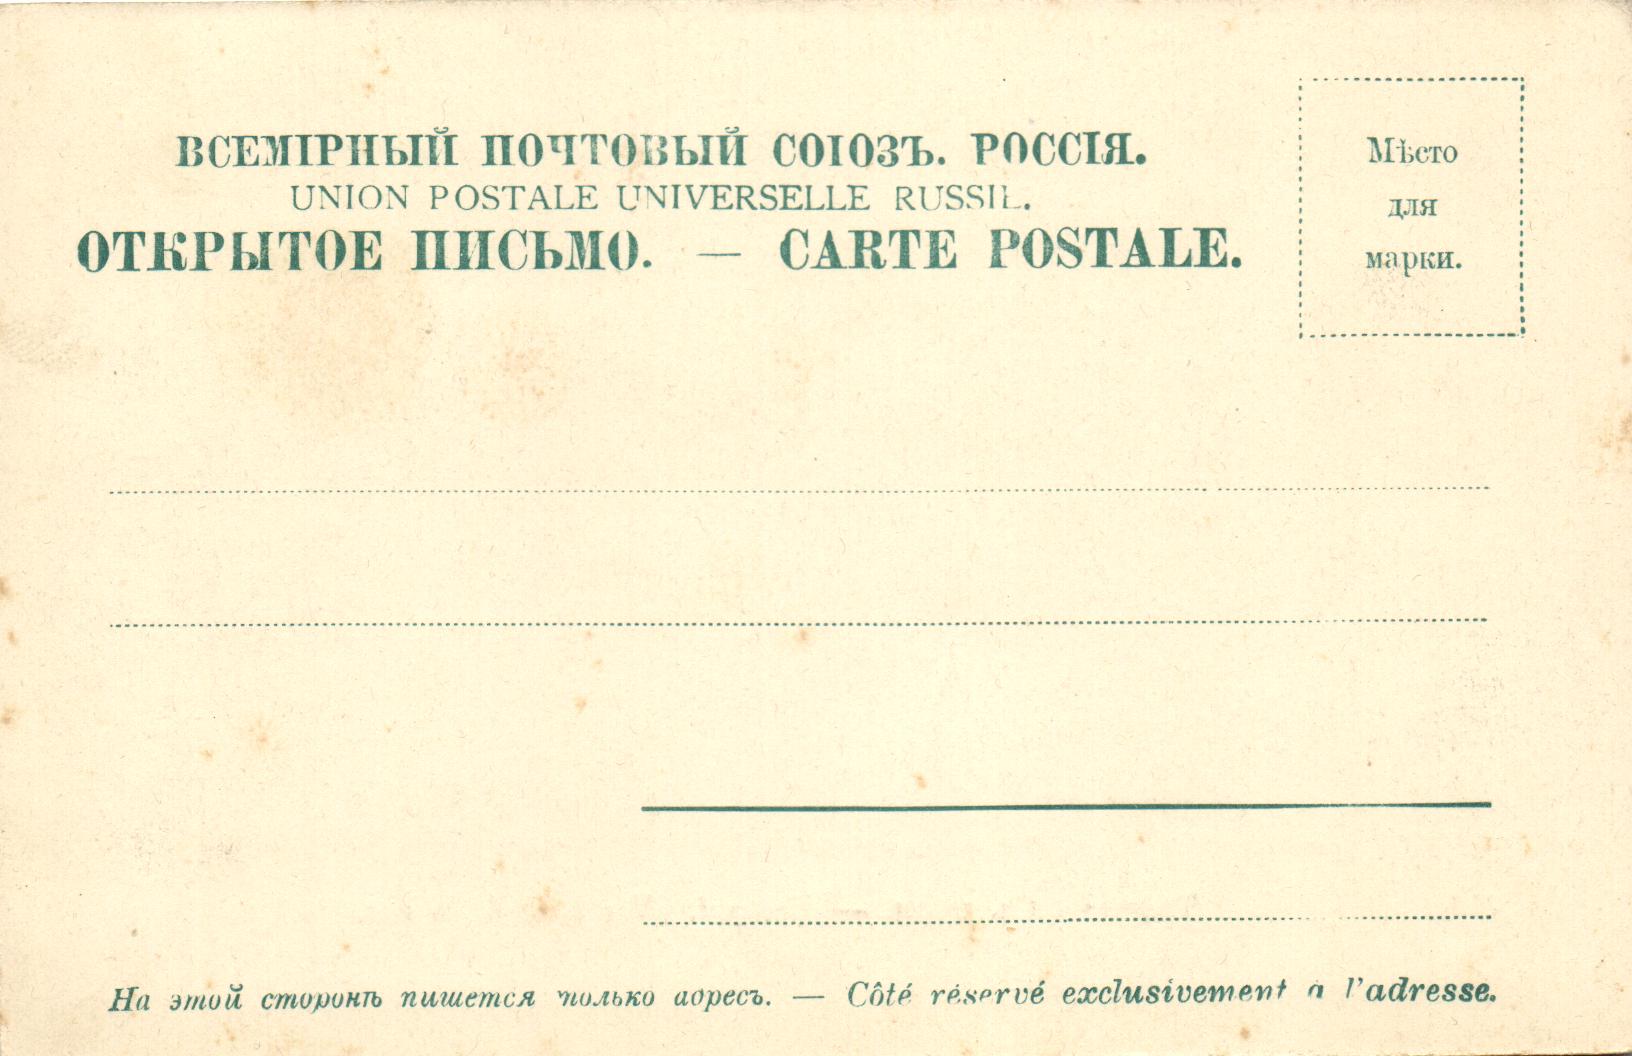 ВСЕМІРНЫЙ ПОЧТОВЫЙ СОЮЗЪ. РОССІЯ.
UNION POSTALE UNIVERSELLE RUSSIE.
ОТКРЫТОЕ ПИСЬМО. — CARTE POSTALE.
Мѣсто
для
марки.
На этой сторонѣ пишется только адресъ. — Côté réservé exclusivement à l'adresse.